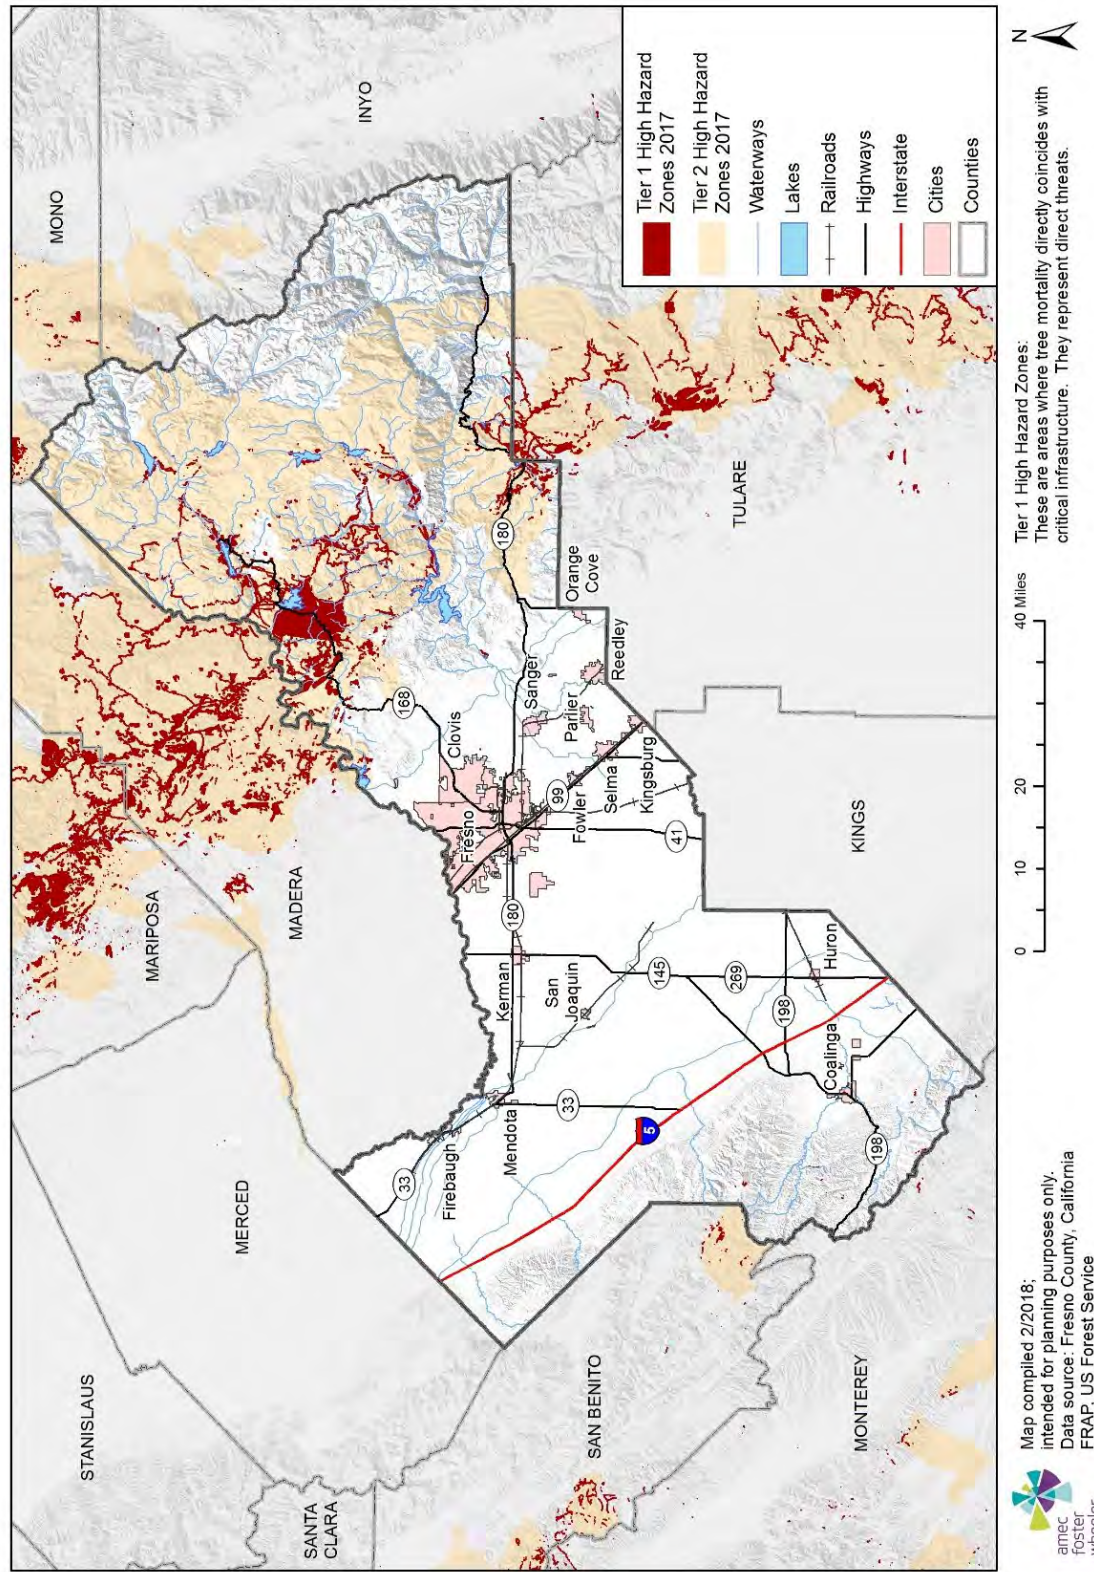 MONO
INYO
MARIPOSA
MADERA
MERCED
STANISLAUS
SANTA
CLARA
SAN BENITO
MONTEREY
KINGS
TULARE
33
Firebaugh
Mendota
33
5
Kerman
San
Joaquin
180
145
269
198
Huron
Coalinga
198
Fresno
Clovis
168
99
41
Fowler
Selma
Kingsburg
Parlier
Sanger
Reedley
Orange
Cove
180
Tier 1 High Hazard
Zones 2017
Tier 2 High Hazard
Zones 2017
Waterways
Lakes
Railroads
Highways
Interstate
Cities
Counties
amec
foster
wheeler
Map compiled 2/2018;
intended for planning purposes only.
Data source: Fresno County, California
FRAP, US Forest Service
0 10 20 40 Miles
Tier 1 High Hazard Zones:
These are areas where tree mortality directly coincides with
critical infrastructure. They represent direct threats.
N